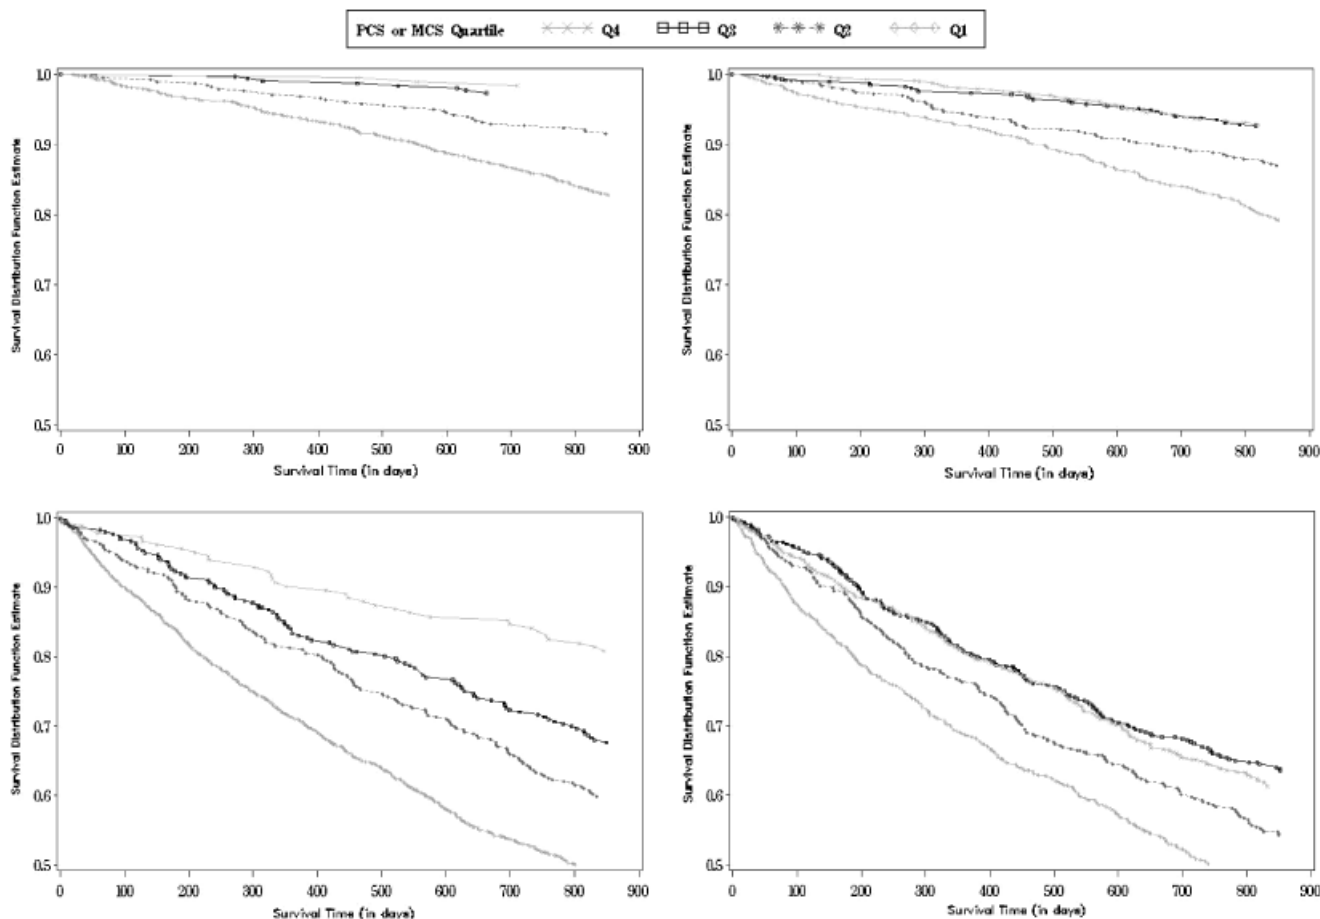 PCS or MCS Quartile Q4 Q3 Q2 Q1
Survival Distribution Function Estimate
1.0
0.9
0.8
0.7
0.6
0.5
0 100 200 300 400 500 600 700 800 900
Survival Time (in days)
Survival Distribution Function Estimate
1.0
0.9
0.8
0.7
0.6
0.5
0 100 200 300 400 500 600 700 800 900
Survival Time (in days)
Survival Distribution Function Estimate
1.0
0.9
0.8
0.7
0.6
0.5
0 100 200 300 400 500 600 700 800 900
Survival Time (in days)
Survival Distribution Function Estimate
1.0
0.9
0.8
0.7
0.6
0.5
0 100 200 300 400 500 600 700 800 900
Survival Time (in days)